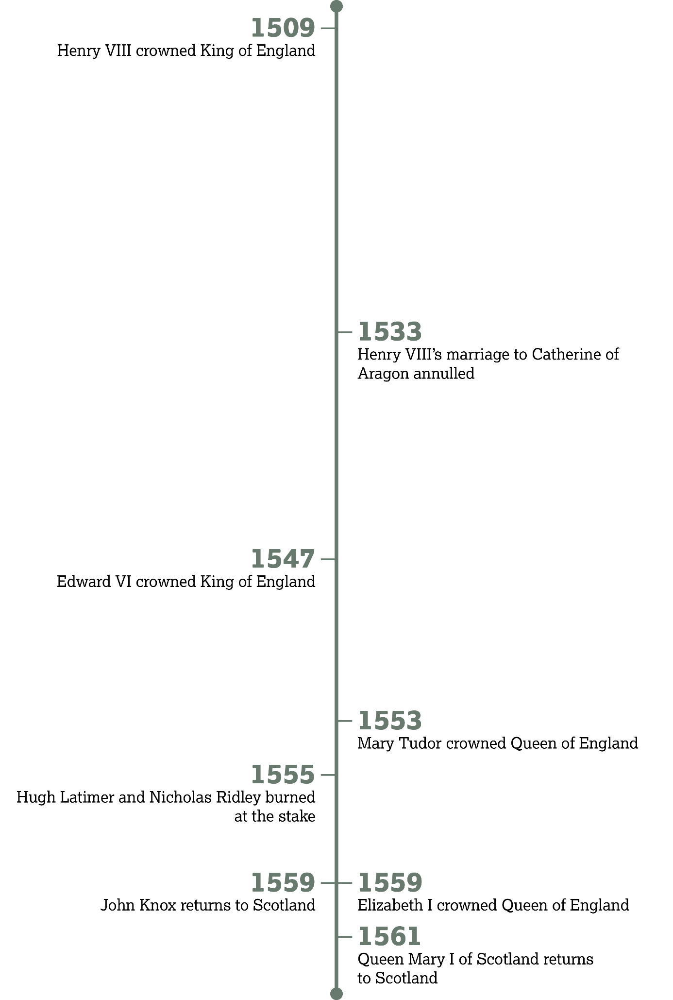 1509
Henry VIII crowned King of England
1533
Henry VIII’s marriage to Catherine of
Aragon annulled
1547
Edward VI crowned King of England
1553
Mary Tudor crowned Queen of England
1555
Hugh Latimer and Nicholas Ridley burned
at the stake
1559
John Knox returns to Scotland
1559
Elizabeth I crowned Queen of England
1561
Queen Mary I of Scotland returns
to Scotland